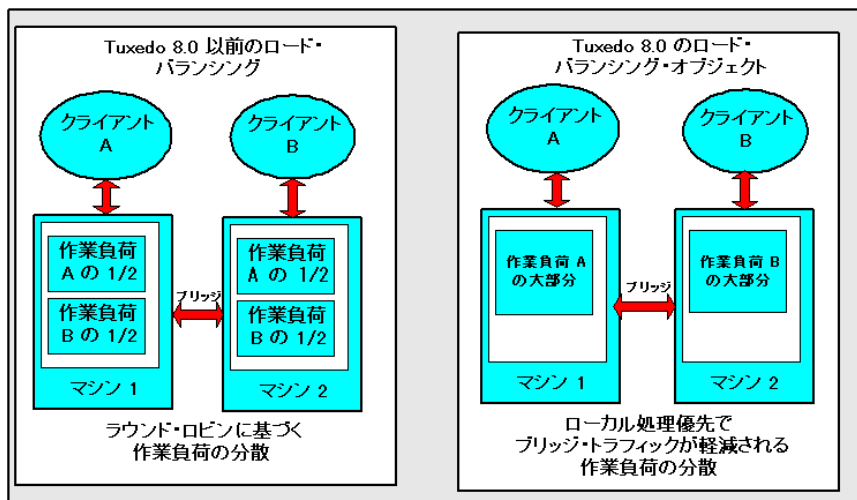 Tuxedo 8.0 以前のロード・
バランシング
クライアント
A
クライアント
B
作業負荷
A の 1/2
作業負荷
B の 1/2
マシン 1
ブリッジ
作業負荷
A の 1/2
作業負荷
B の 1/2
マシン 2
ラウンド・ロビンに基づく
作業負荷の分散
Tuxedo 8.0 のロード・
バランシング・オブジェクト
クライアント
A
クライアント
B
作業負荷 A
の大部分
マシン 1
ブリッジ
作業負荷 B
の大部分
マシン 2
ローカル処理優先で
ブリッジ・トラフィックが軽減される
作業負荷の分散